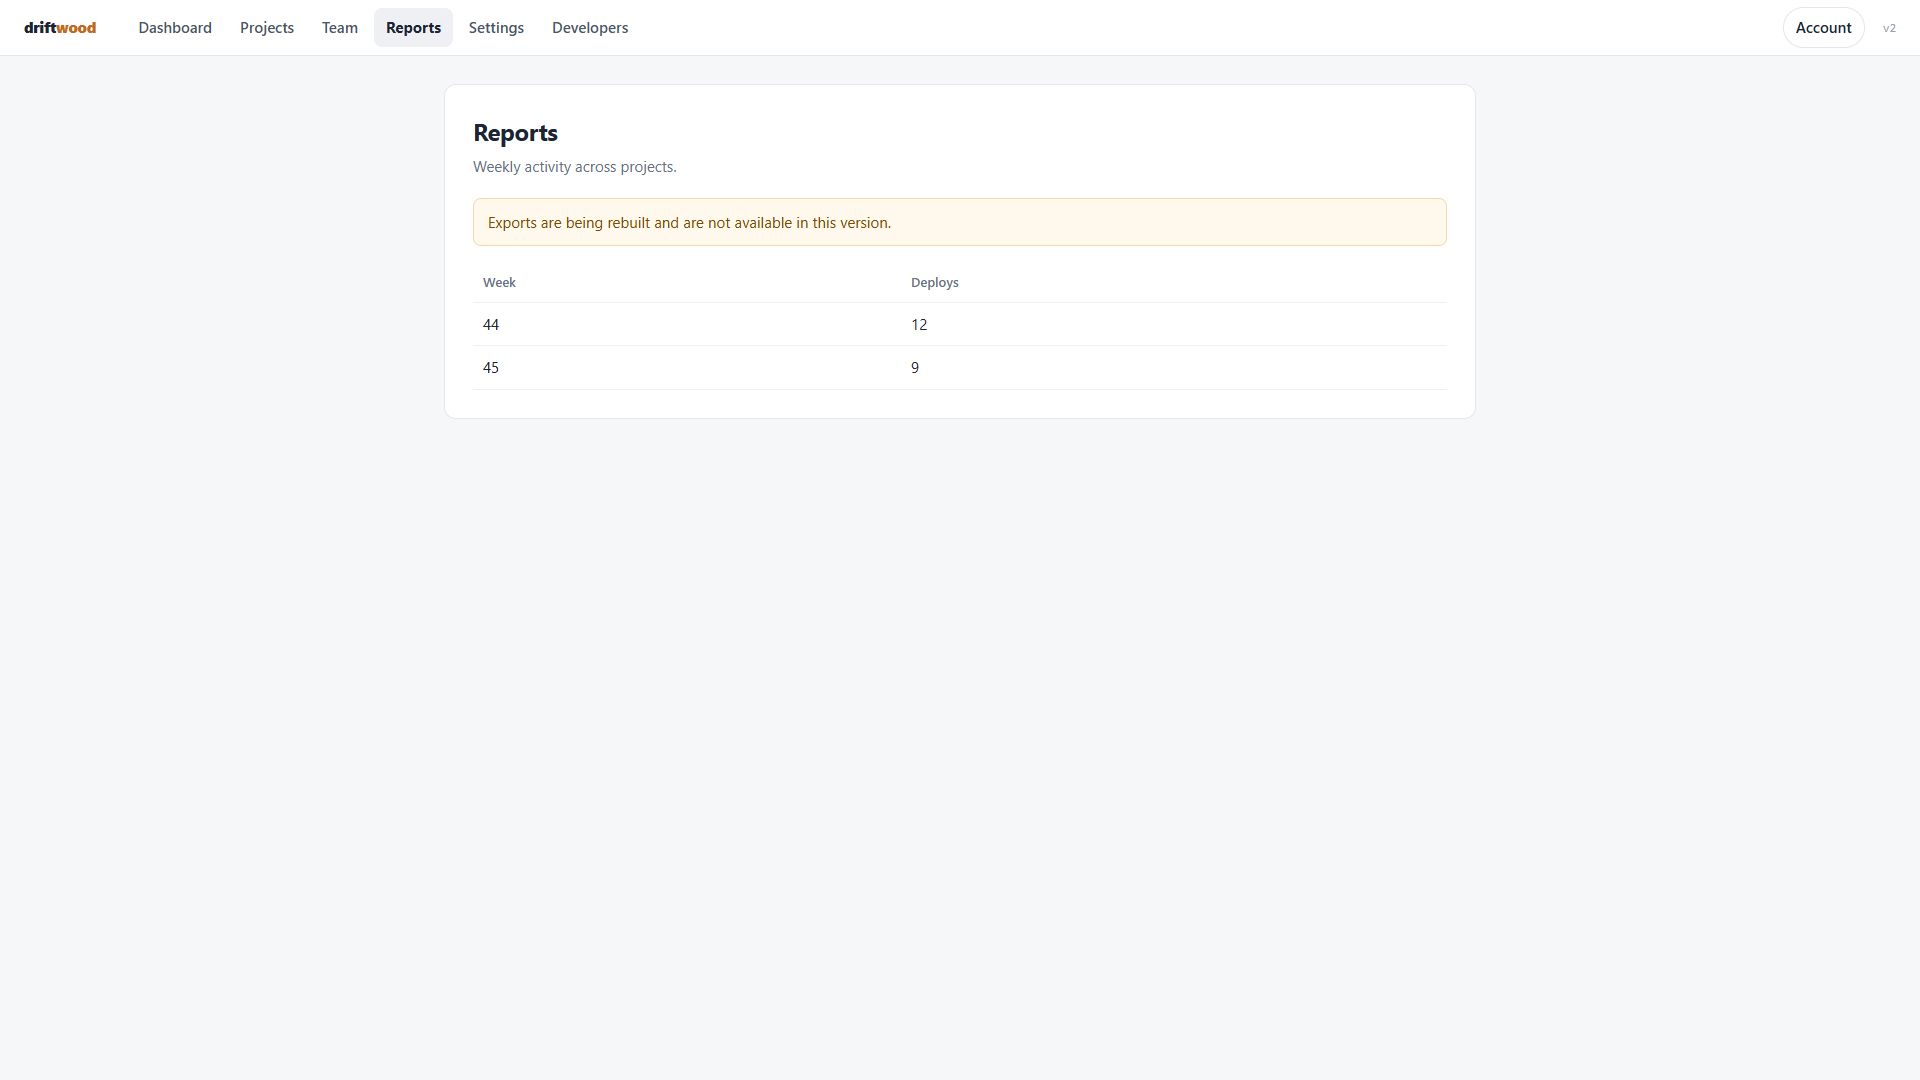 driftwood Dashboard Projects Team Reports Settings Developers Account v2
Reports
Weekly activity across projects.
Exports are being rebuilt and are not available in this version.
Week Deploys
44 12
45 9